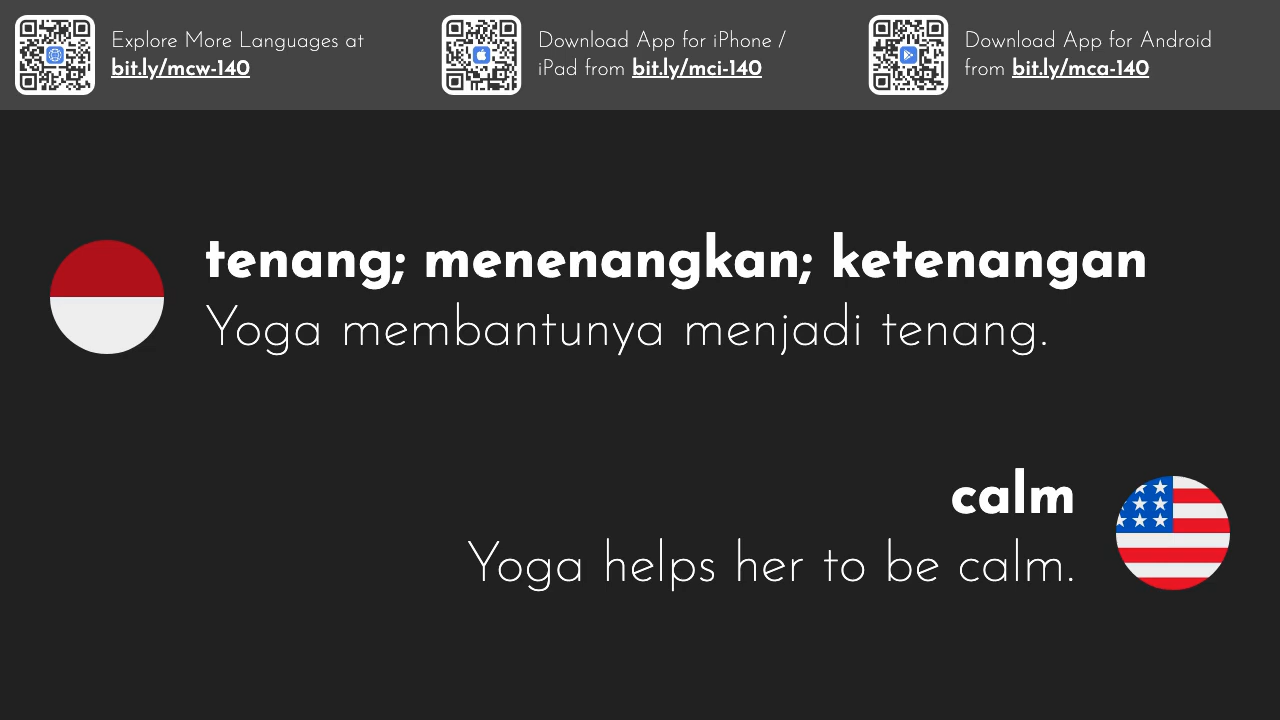 Explore More Languages at
bit.ly/mcw-140
Download App for iPhone /
iPad from bit.ly/mci-140
Download App for Android
from bit.ly/mca-140
tenang; menenangkan; ketenangan
Yoga membantunya menjadi tenang.
calm
Yoga helps her to be calm.